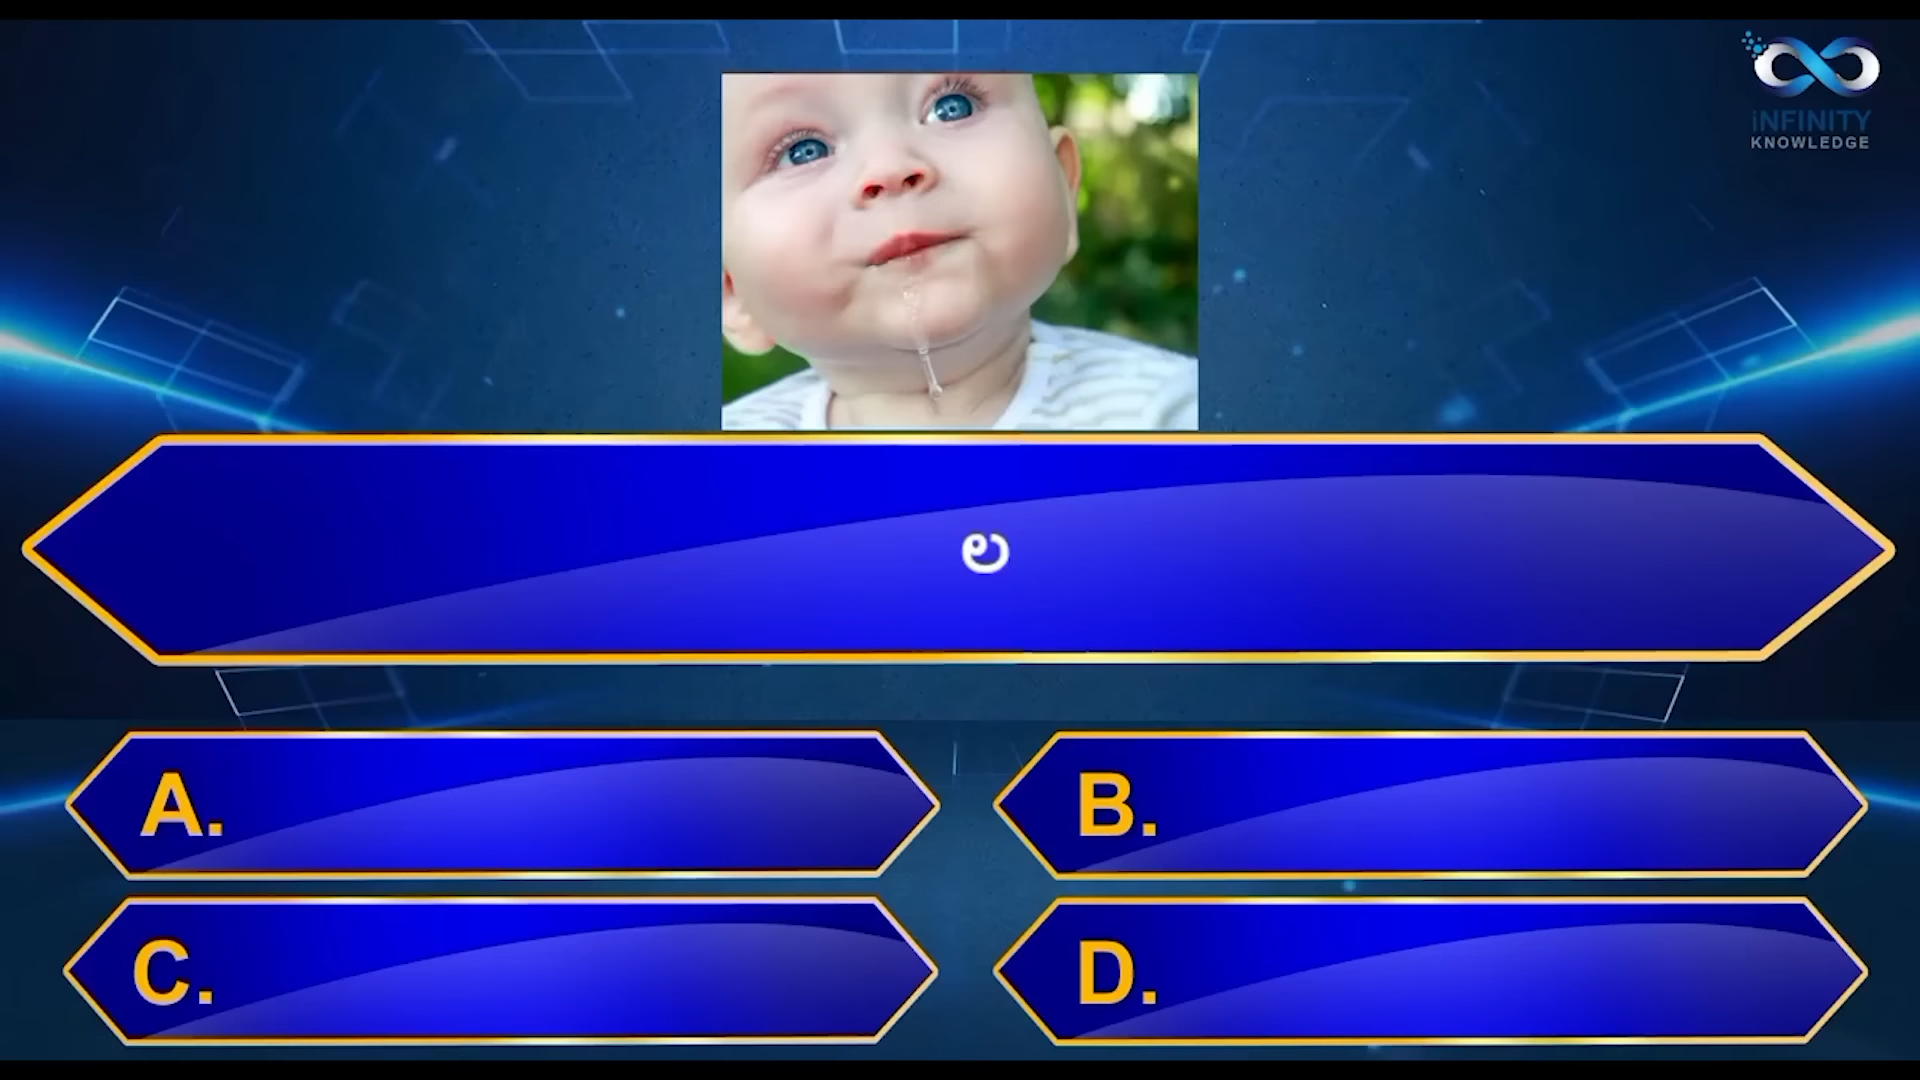 iNFINITY
KNOWLEDGE
ల
A.
B.
C.
D.